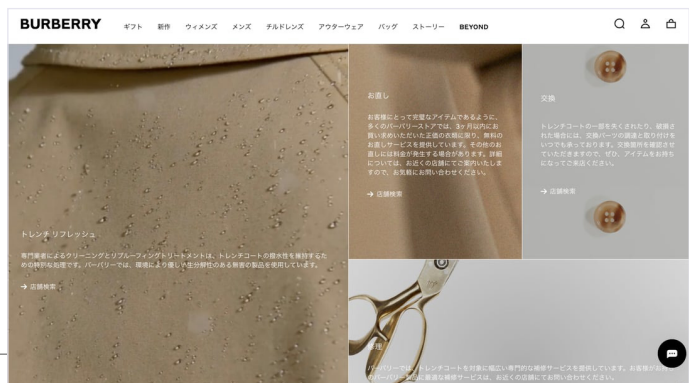 BURBERRY
ギフト 新作 ウィメンズ メンズ チルドレンズ アウターウェア バッグ ストーリー BEYOND
トレンチ リフレッシュ
専門業者によるクリーニングとリプルーフィングトリートメントは、トレンチコートの撥水性を維持するた
めの特別な処理です。バーバリーでは、環境により優しい生分解性のある無害の製品を使用しています。
→ 店舗検索
お直し
お客様にとって完璧なアイテムであるように、
多くのバーバリーストアでは、3ヶ月以内にお
買い求めいただいた正価の衣類に限り、無料の
お直しサービスを提供しています。その他のお
直しには料金が発生する場合があります。詳細
については、お近くの店舗にてご案内いたしま
すので、お気軽にお問い合わせください。
→ 店舗検索
交換
トレンチコートの一部を失くされたり、破損さ
れた場合には、交換パーツの調達と取り付けを
いつでも承っております。交換箇所を確認させ
ていただきますので、ぜひ、アイテムをお持ち
になってご来店ください。
→ 店舗検索
修理
バーバリーでは、トレンチコートを対象に幅広い専門的な補修サービスを提供しています。お客様がお持ち
のバーバリー製品に最適な補修サービスは、お近くの店舗にてお問い合わせください。